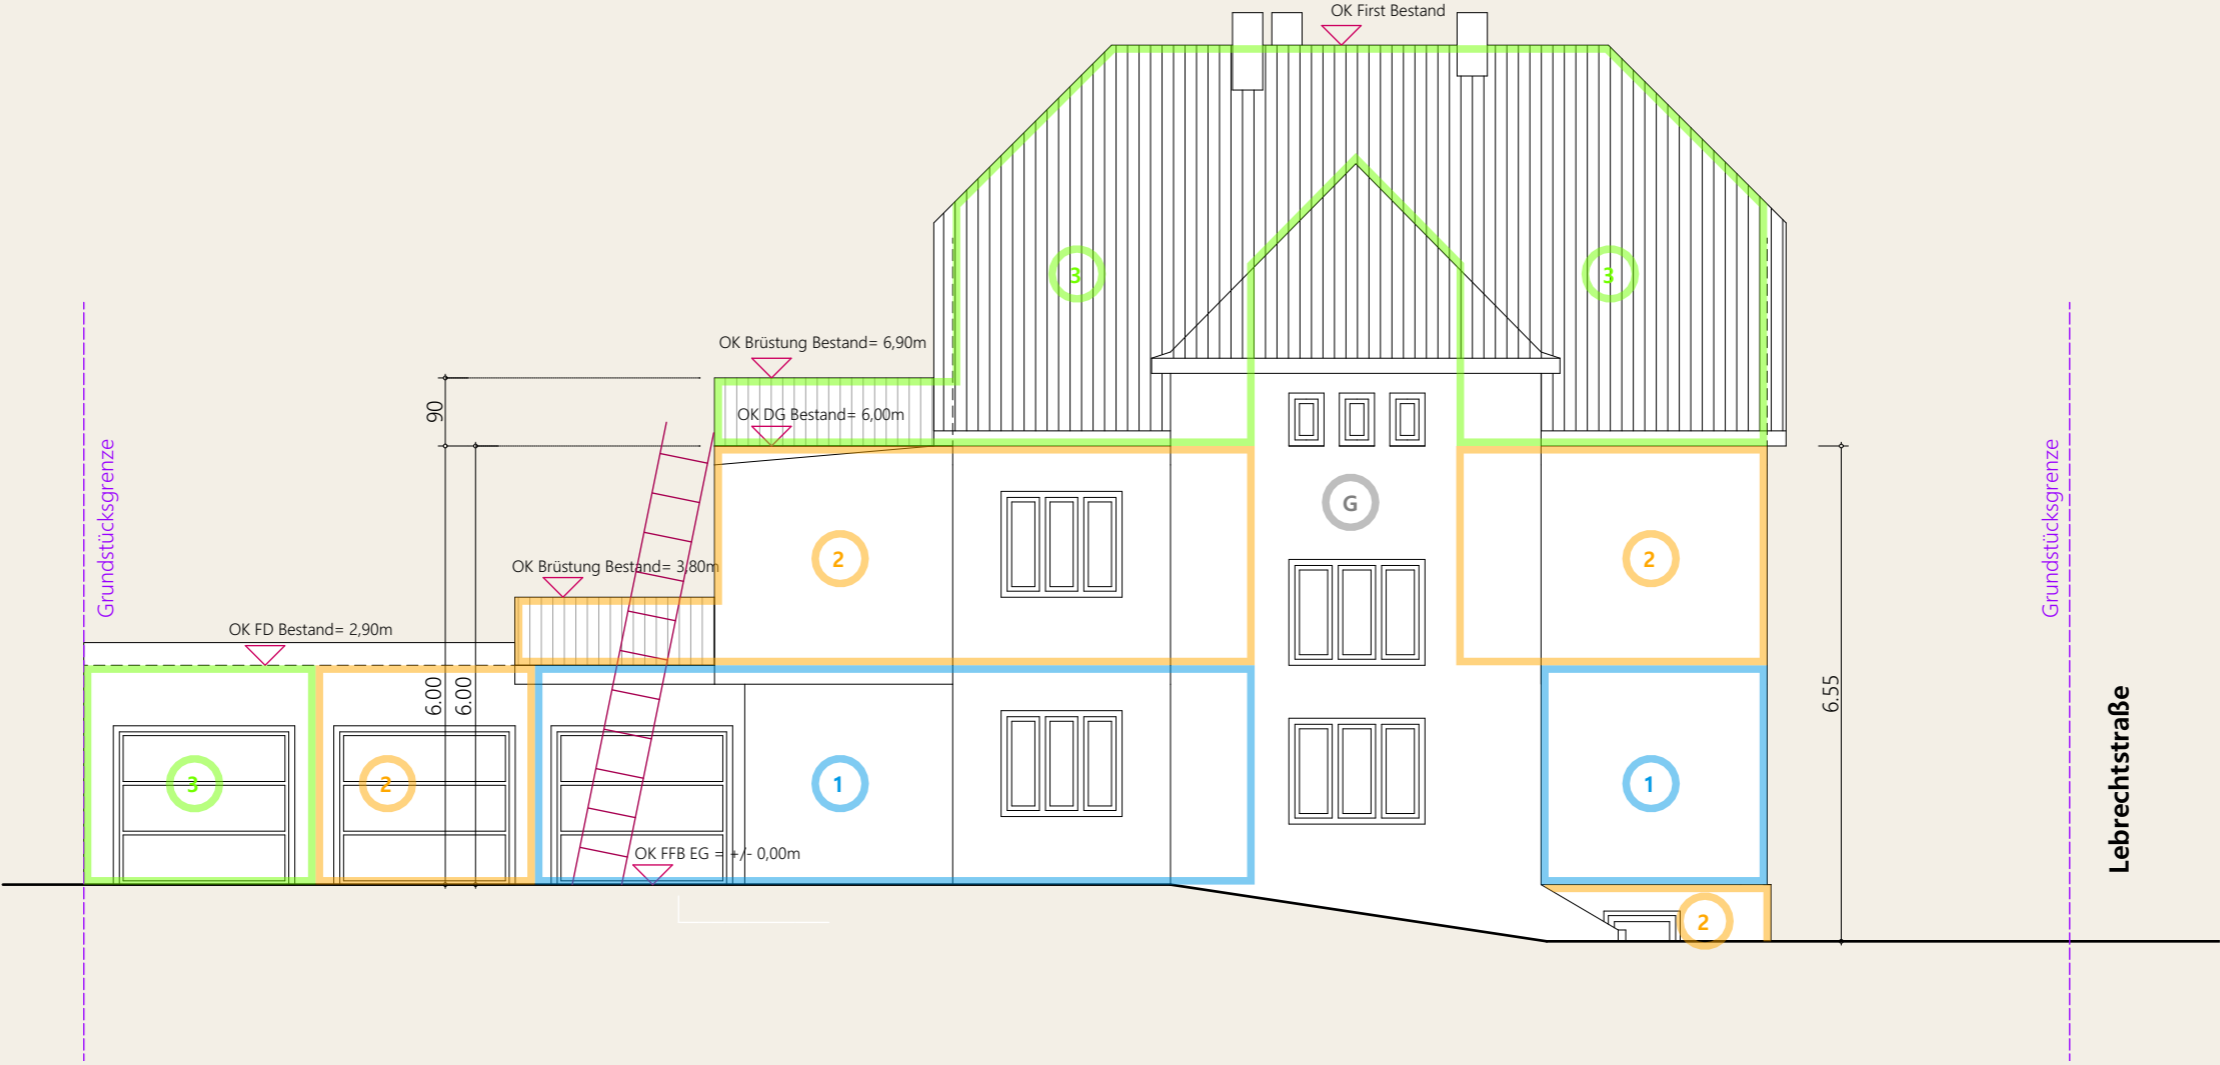 OK First Bestand
3
3
OK Brüstung Bestand= 6,90m
90
OK DG Bestand= 6,00m
Grundstücksgrenze
Grundstücksgrenze
G
2
2
OK Brüstung Bestand= 3,80m
OK FD Bestand= 2,90m
6.00
6.00
6.55
Lebrechtstraße
3
2
1
1
OK FFB EG = +/- 0,00m
2